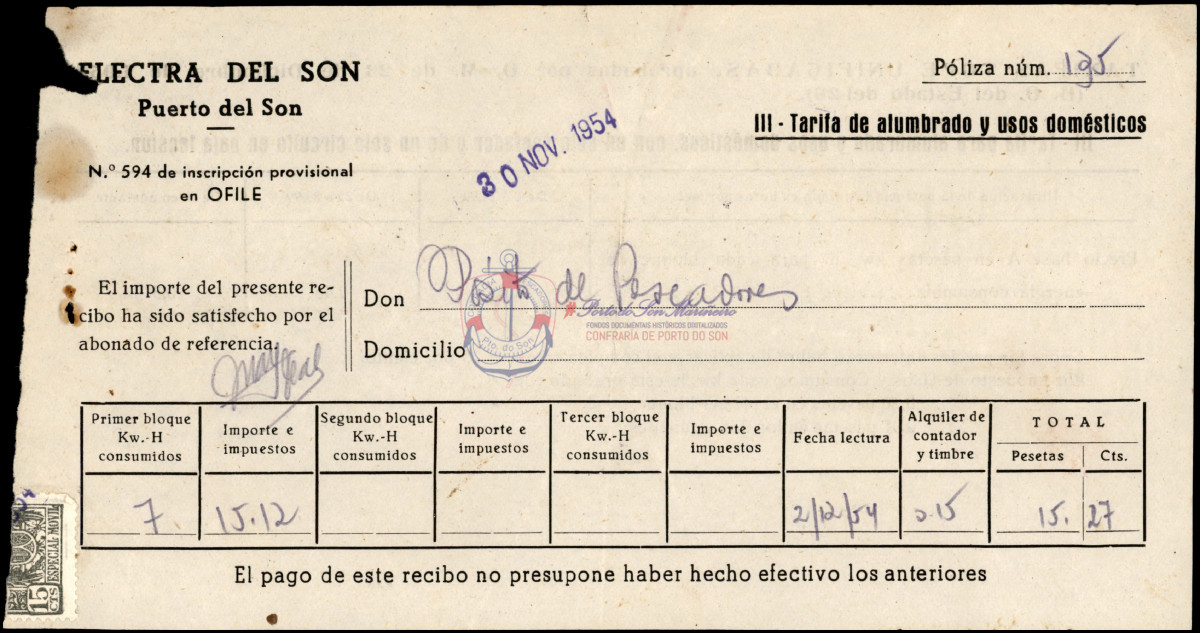 ELECTRA DEL SON
Puerto del Son
N.º 594 de inscripción provisional
en OFILE
30 NOV. 1954
Póliza núm. 195
III - Tarifa de alumbrado y usos domésticos
El importe del presente re-
cibo ha sido satisfecho por el
abonado de referencia.
Don Pósito de Pescadores
Domicilio
#Porto do Son Mariñeiro
FONDOS DOCUMENTAIS HISTÓRICOS DIXITALIZADOS
CONFRARÍA DE PORTO DO SON
Pto. do Son
Primer bloque Kw.-H consumidos
Importe e impuestos
Segundo bloque Kw.-H consumidos
Importe e impuestos
Tercer bloque Kw.-H consumidos
Importe e impuestos
Fecha lectura
Alquiler de contador y timbre
TOTAL
Pesetas Cts.
7 15.12 2/12/54 0.15 15. 27
ESPECIAL MOVIL
15 CTS
El pago de este recibo no presupone haber hecho efectivo los anteriores